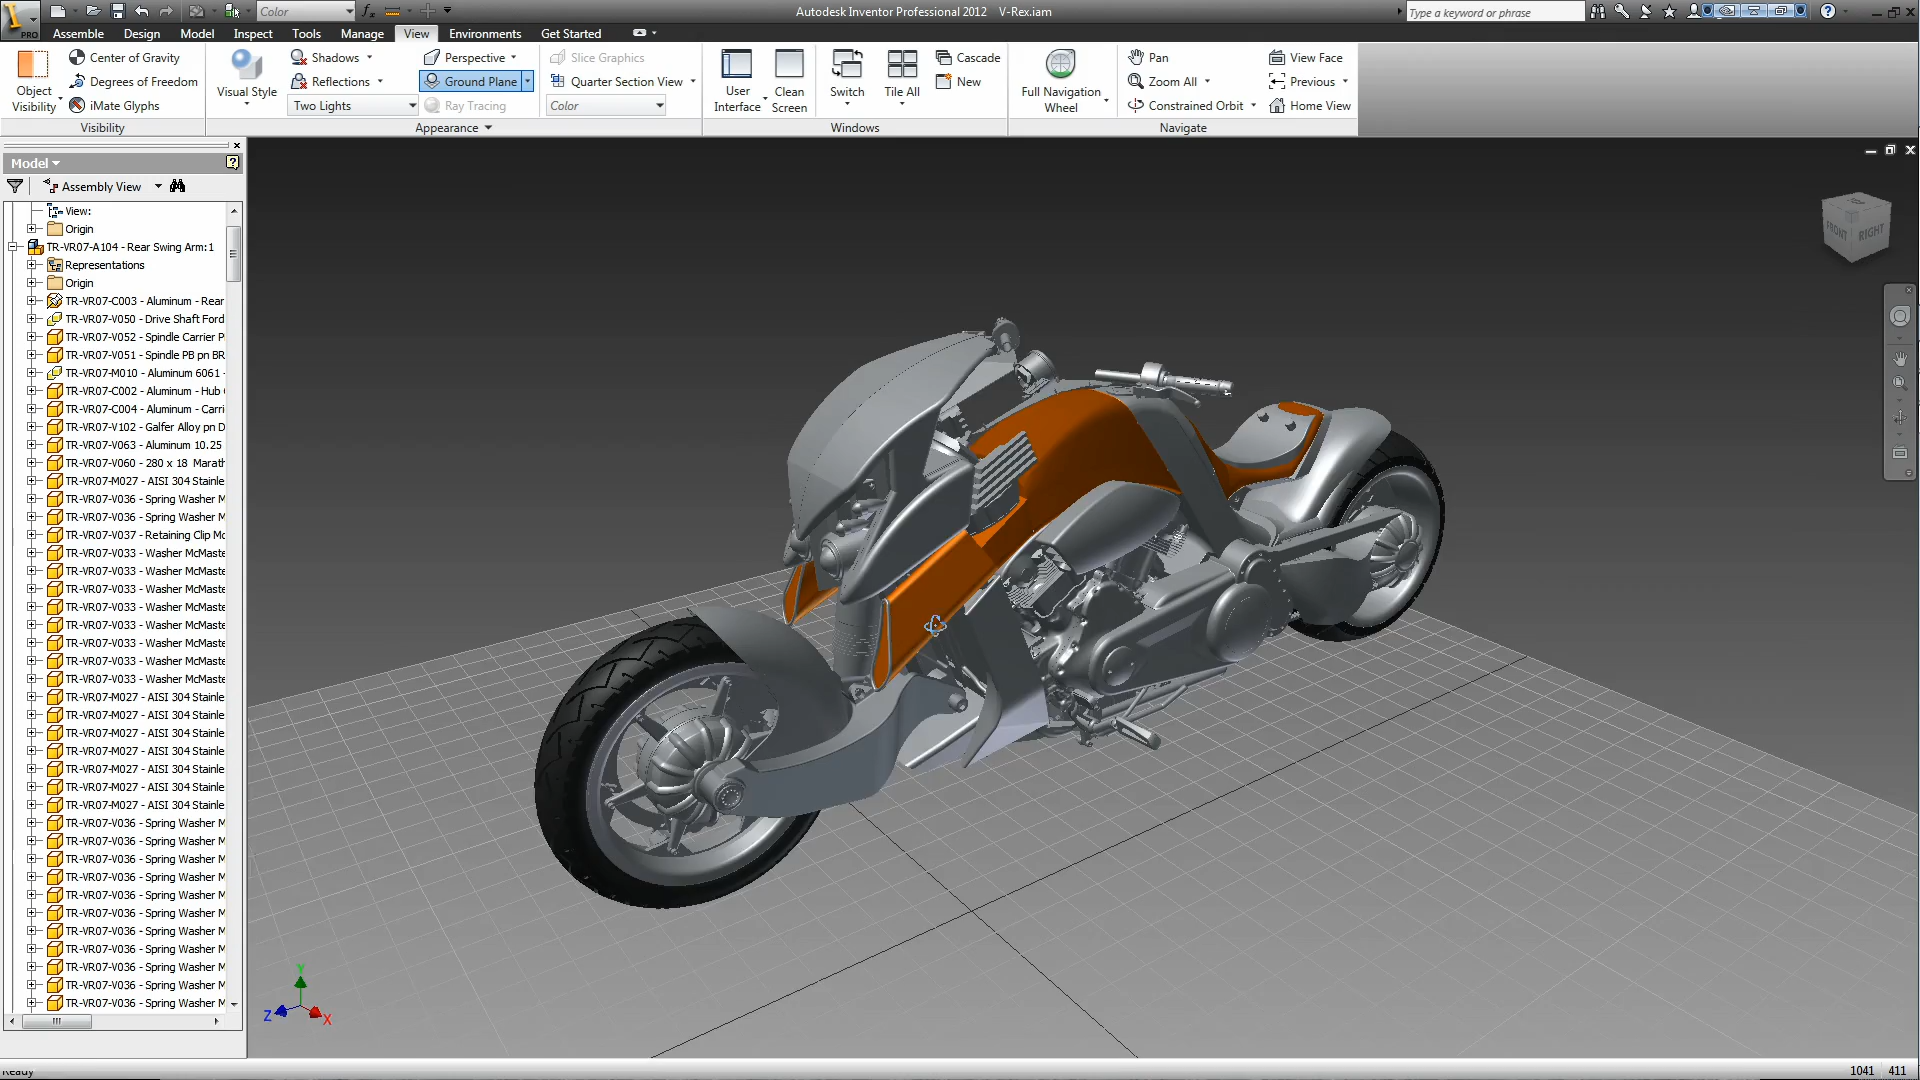 Color
Autodesk Inventor Professional 2012 V-Rex.iam
Type a keyword or phrase
PRO
Assemble Design Model Inspect Tools Manage View Environments Get Started
Object Visibility
Center of Gravity
Degrees of Freedom
iMate Glyphs
Visibility
Visual Style
Shadows
Reflections
Two Lights
Perspective
Ground Plane
Ray Tracing
Slice Graphics
Quarter Section View
Color
Appearance
User Interface
Clean Screen
Switch
Tile All
Cascade
New
Windows
Full Navigation Wheel
Pan
Zoom All
Constrained Orbit
View Face
Previous
Home View
Navigate
Model
Assembly View
View:
Origin
TR-VR07-A104 - Rear Swing Arm:1
Representations
Origin
TR-VR07-C003 - Aluminum - Rear
TR-VR07-V050 - Drive Shaft Ford
TR-VR07-V052 - Spindle Carrier P
TR-VR07-V051 - Spindle PB pn BR
TR-VR07-M010 - Aluminum 6061 -
TR-VR07-C002 - Aluminum - Hub
TR-VR07-C004 - Aluminum - Carri
TR-VR07-V102 - Galfer Alloy pn D
TR-VR07-V063 - Aluminum 10.25
TR-VR07-V060 - 280 x 18 Marath
TR-VR07-M027 - AISI 304 Stainle
TR-VR07-V036 - Spring Washer M
TR-VR07-V036 - Spring Washer M
TR-VR07-V037 - Retaining Clip Mc
TR-VR07-V033 - Washer McMaste
TR-VR07-V033 - Washer McMaste
TR-VR07-V033 - Washer McMaste
TR-VR07-V033 - Washer McMaste
TR-VR07-V033 - Washer McMaste
TR-VR07-V033 - Washer McMaste
TR-VR07-V033 - Washer McMaste
TR-VR07-V033 - Washer McMaste
TR-VR07-M027 - AISI 304 Stainle
TR-VR07-M027 - AISI 304 Stainle
TR-VR07-M027 - AISI 304 Stainle
TR-VR07-M027 - AISI 304 Stainle
TR-VR07-M027 - AISI 304 Stainle
TR-VR07-M027 - AISI 304 Stainle
TR-VR07-M027 - AISI 304 Stainle
TR-VR07-V036 - Spring Washer M
TR-VR07-V036 - Spring Washer M
TR-VR07-V036 - Spring Washer M
TR-VR07-V036 - Spring Washer M
TR-VR07-V036 - Spring Washer M
TR-VR07-V036 - Spring Washer M
TR-VR07-V036 - Spring Washer M
TR-VR07-V036 - Spring Washer M
TR-VR07-V036 - Spring Washer M
TR-VR07-V036 - Spring Washer M
TR-VR07-V036 - Spring Washer M
FRONT RIGHT
Y
Z X
Ready
1041 411